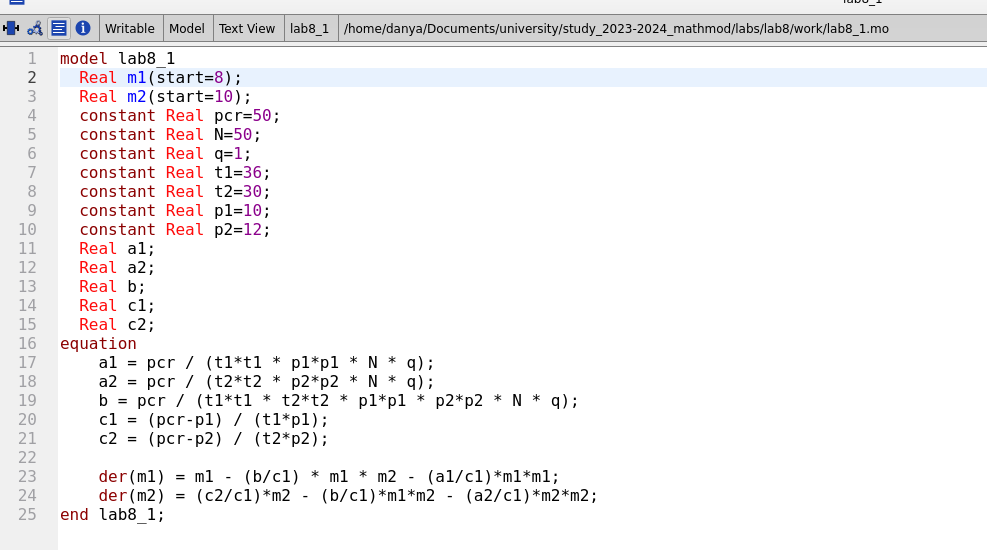 lab8_1
Writable Model Text View lab8_1 /home/danya/Documents/university/study_2023-2024_mathmod/labs/lab8/work/lab8_1.mo
1 model lab8_1
2 Real m1(start=8);
3 Real m2(start=10);
4 constant Real pcr=50;
5 constant Real N=50;
6 constant Real q=1;
7 constant Real t1=36;
8 constant Real t2=30;
9 constant Real p1=10;
10 constant Real p2=12;
11 Real a1;
12 Real a2;
13 Real b;
14 Real c1;
15 Real c2;
16 equation
17 a1 = pcr / (t1*t1 * p1*p1 * N * q);
18 a2 = pcr / (t2*t2 * p2*p2 * N * q);
19 b = pcr / (t1*t1 * t2*t2 * p1*p1 * p2*p2 * N * q);
20 c1 = (pcr-p1) / (t1*p1);
21 c2 = (pcr-p2) / (t2*p2);
22
23 der(m1) = m1 - (b/c1) * m1 * m2 - (a1/c1)*m1*m1;
24 der(m2) = (c2/c1)*m2 - (b/c1)*m1*m2 - (a2/c1)*m2*m2;
25 end lab8_1;